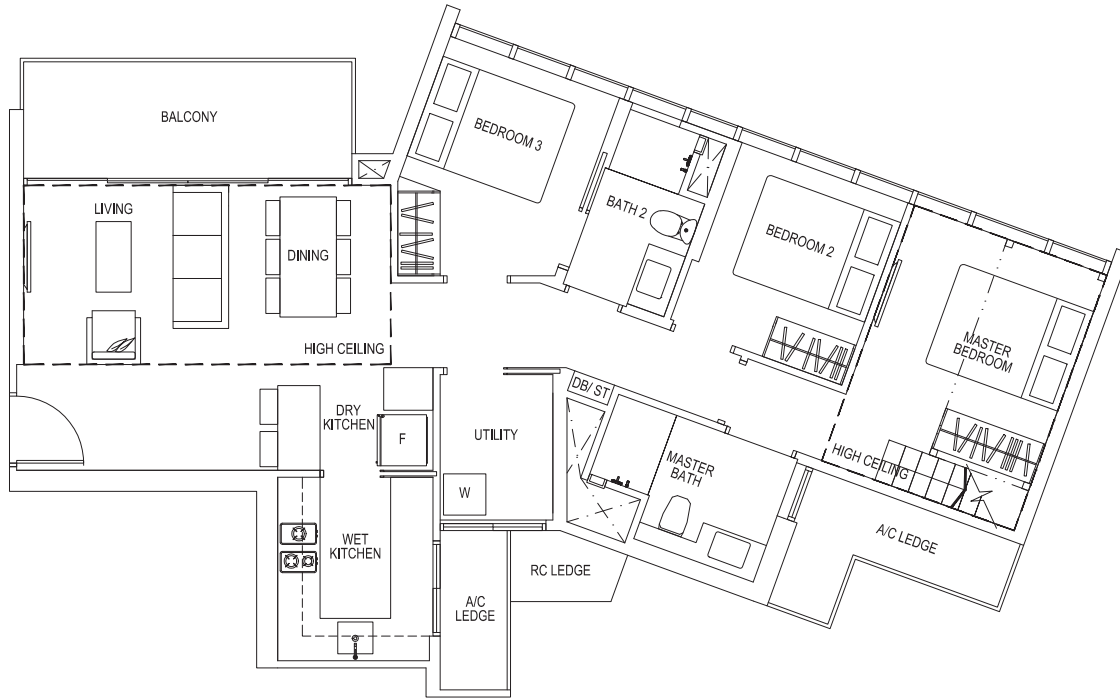 BALCONY
BEDROOM 3
LIVING
BATH 2
DINING
BEDROOM 2
MASTER
BEDROOM
HIGH CEILING
DB/ ST
DRY
KITCHEN
F
UTILITY
MASTER
BATH
HIGH CEILING
W
WET
KITCHEN
A/C LEDGE
RC LEDGE
A/C
LEDGE